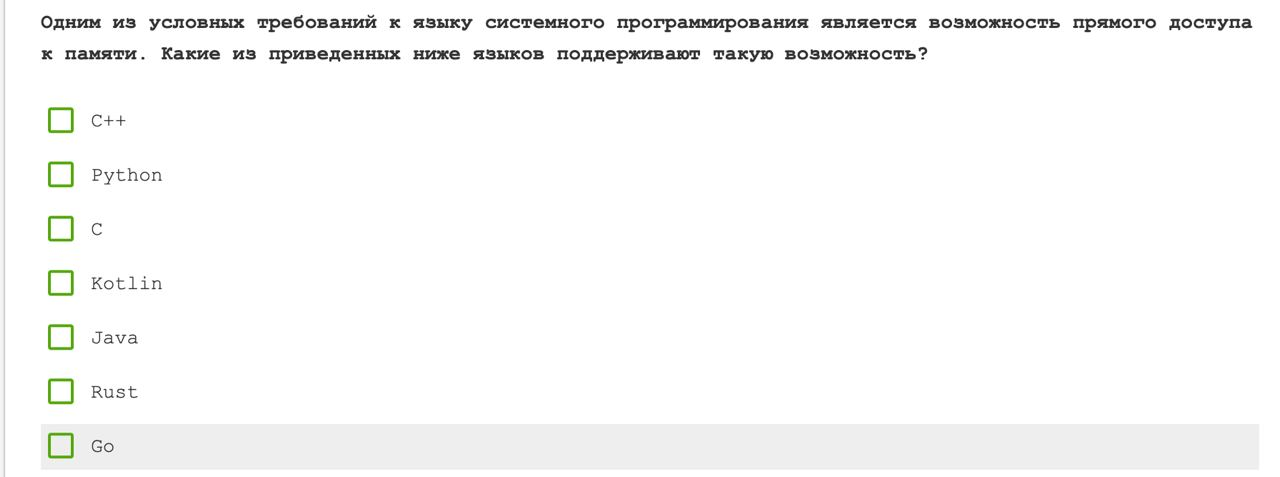 Одним из условных требований к языку системного программирования является возможность прямого доступа
к памяти. Какие из приведенных ниже языков поддерживают такую возможность?
C++
Python
C
Kotlin
Java
Rust
Go